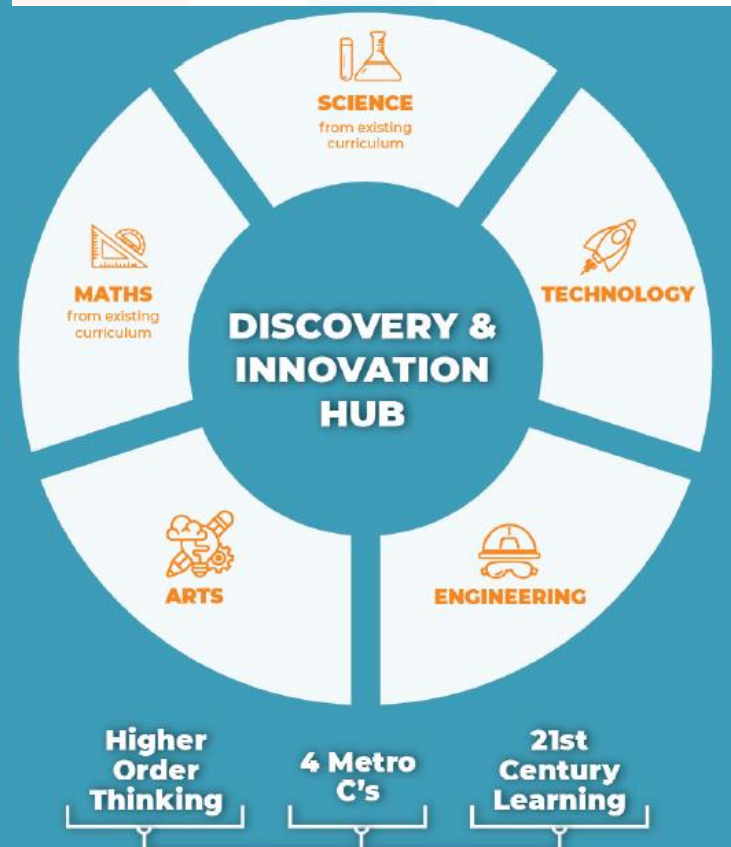 SCIENCE
from existing
curriculum
TECHNOLOGY
ENGINEERING
ARTS
MATHS
from existing
curriculum
DISCOVERY &
INNOVATION
HUB
Higher
Order
Thinking
4 Metro
C's
21st
Century
Learning